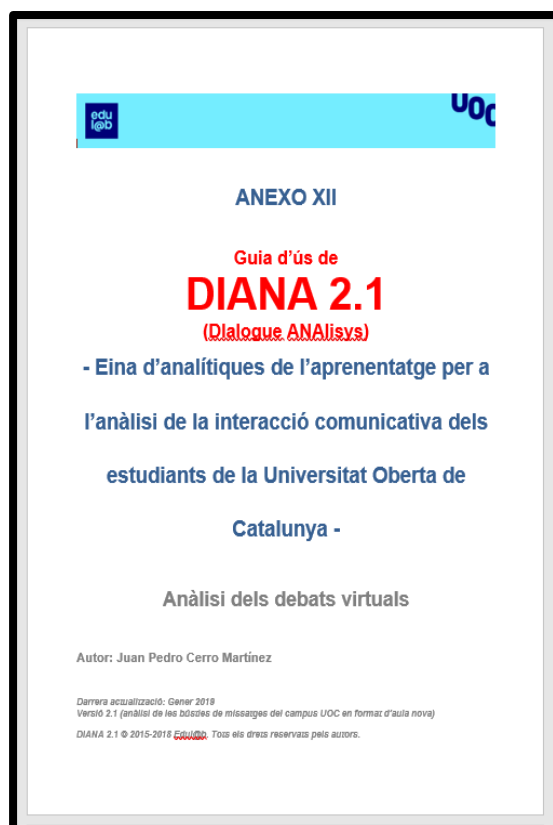 edu
l@b
UOC
ANEXO XII
Guia d'ús de
DIANA 2.1
(DIalogue ANAlisys)
- Eina d'analítiques de l'aprenentatge per a
l'anàlisi de la interacció comunicativa dels
estudiants de la Universitat Oberta de
Catalunya -
Anàlisi dels debats virtuals
Autor: Juan Pedro Cerro Martínez
Darrera actualització: Gener 2019
Versió 2.1 (anàlisi de les bústies de missatges del campus UOC en format d'aula nova)
DIANA 2.1 © 2015-2018 Edul@b. Tots els drets reservats pels autors.